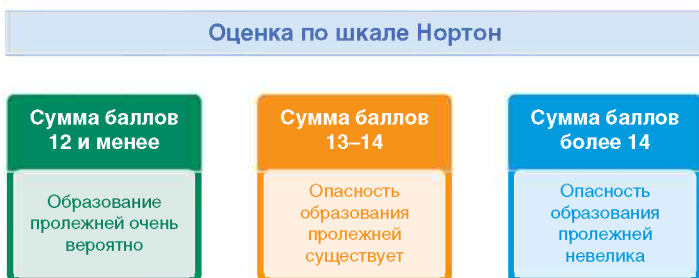 Оценка по шкале Нортон
Сумма баллов
12 и менее
Образование
пролежней очень
вероятно
Сумма баллов
13–14
Опасность
образования
пролежней
существует
Сумма баллов
более 14
Опасность
образования
пролежней
невелика